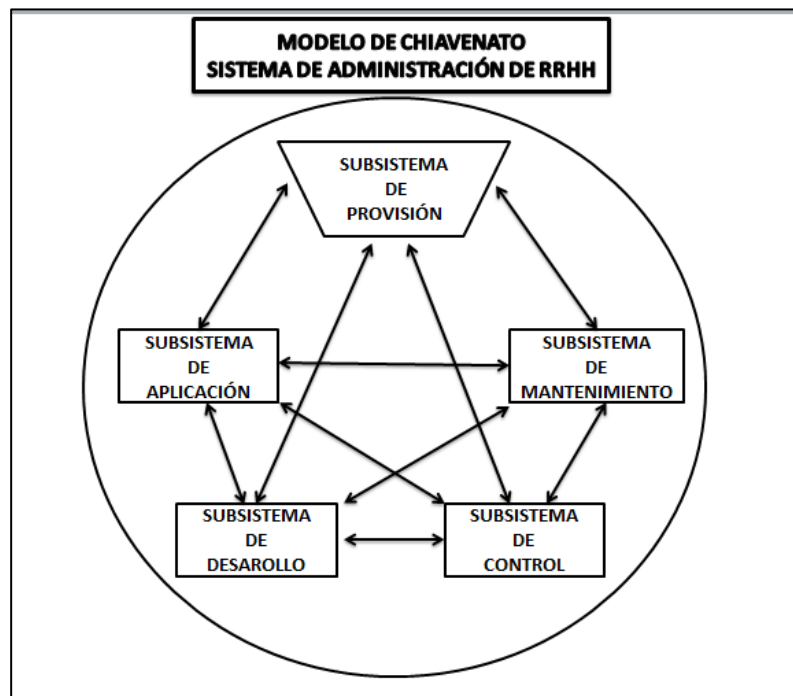 MODELO DE CHIAVENATO
SISTEMA DE ADMINISTRACIÓN DE RRHH
SUBSISTEMA
DE
PROVISIÓN
SUBSISTEMA
DE
APLICACIÓN
SUBSISTEMA
DE
MANTENIMIENTO
SUBSISTEMA
DE
DESAROLLO
SUBSISTEMA
DE
CONTROL